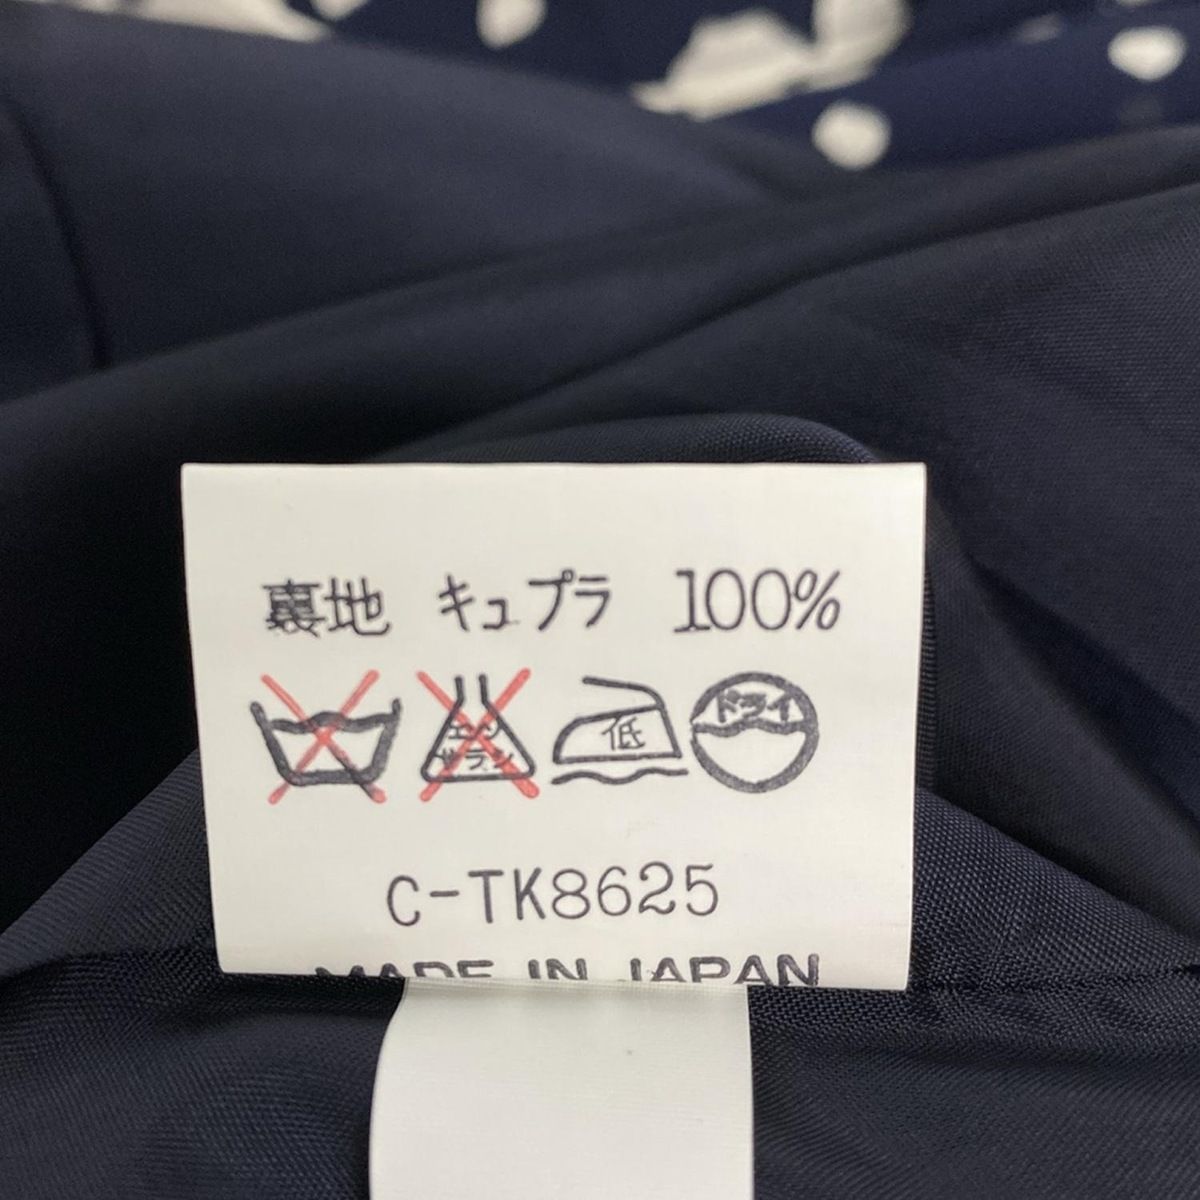 裏地 キュプラ 100%
エンソ サラシ 低 ドライ
C-TK8625
MADE IN JAPAN